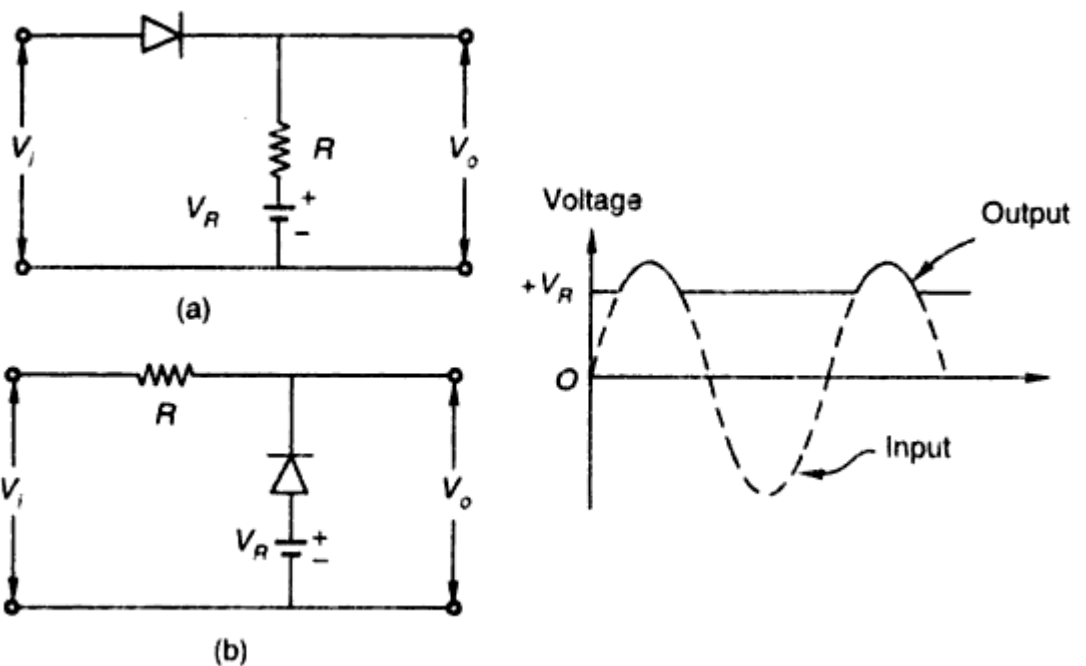 V_i
R
V_R
+
−
V_o
(a)
R
V_i
V_R
+
−
V_o
(b)
Voltage
Output
+ V_R
O
Input